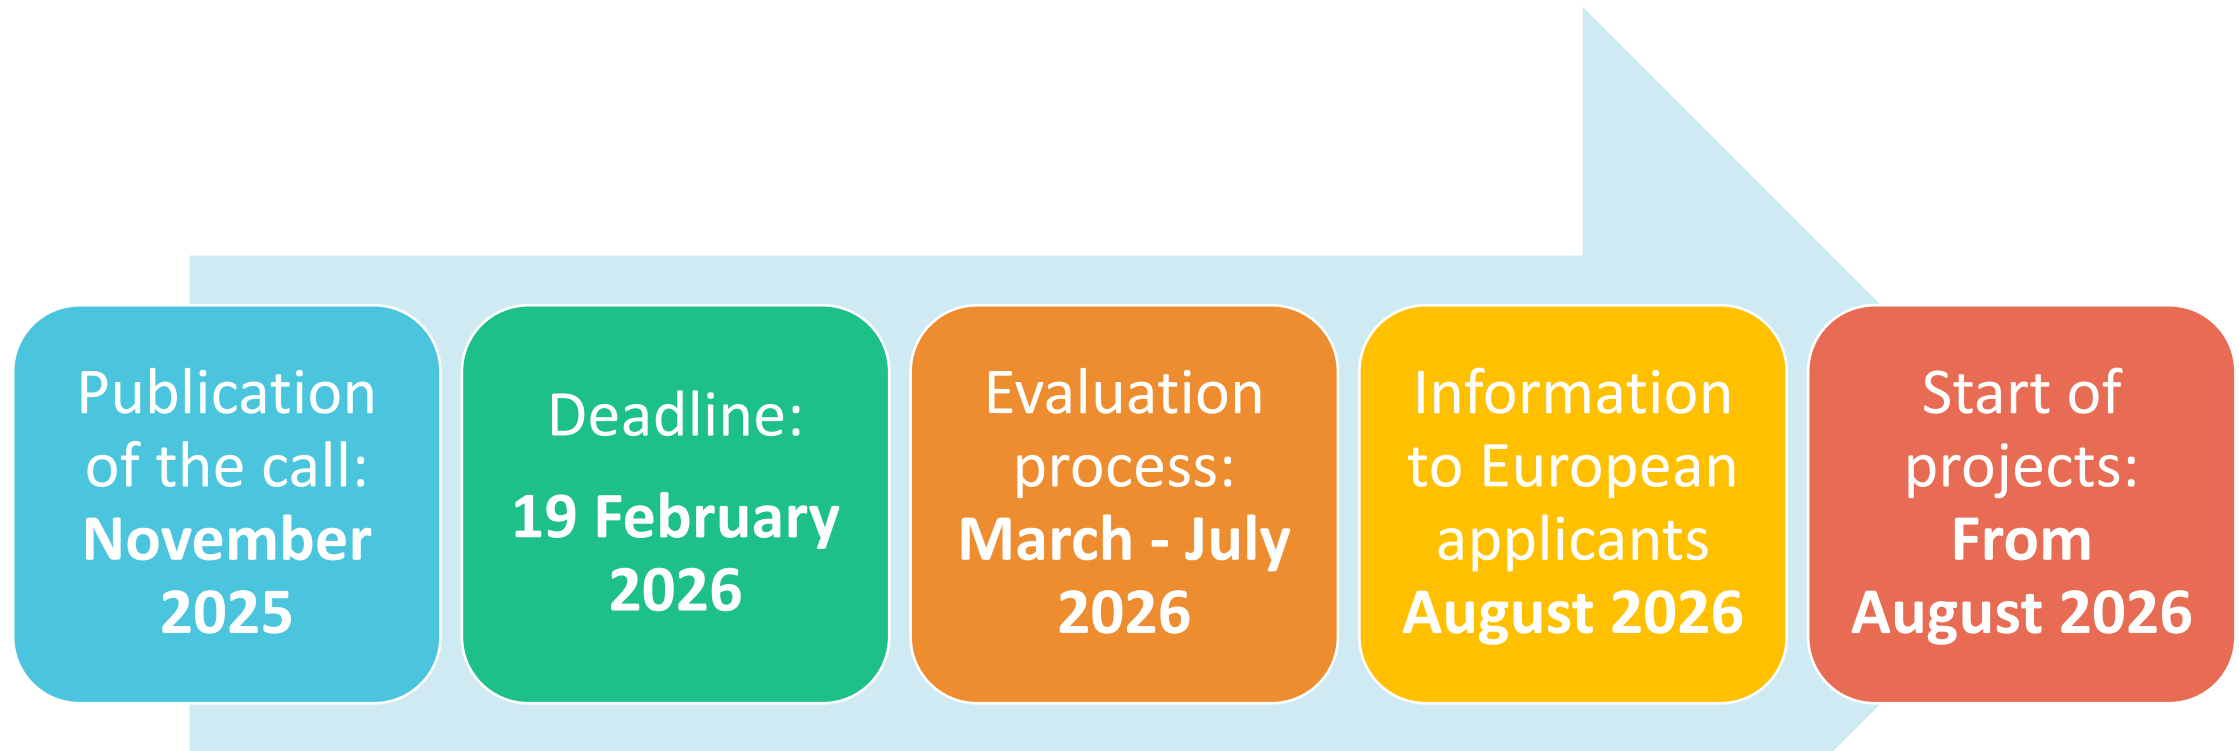 Publication
of the call:
November
2025
Deadline:
19 February
2026
Evaluation
process:
March - July
2026
Information
to European
applicants
August 2026
Start of
projects:
From
August 2026